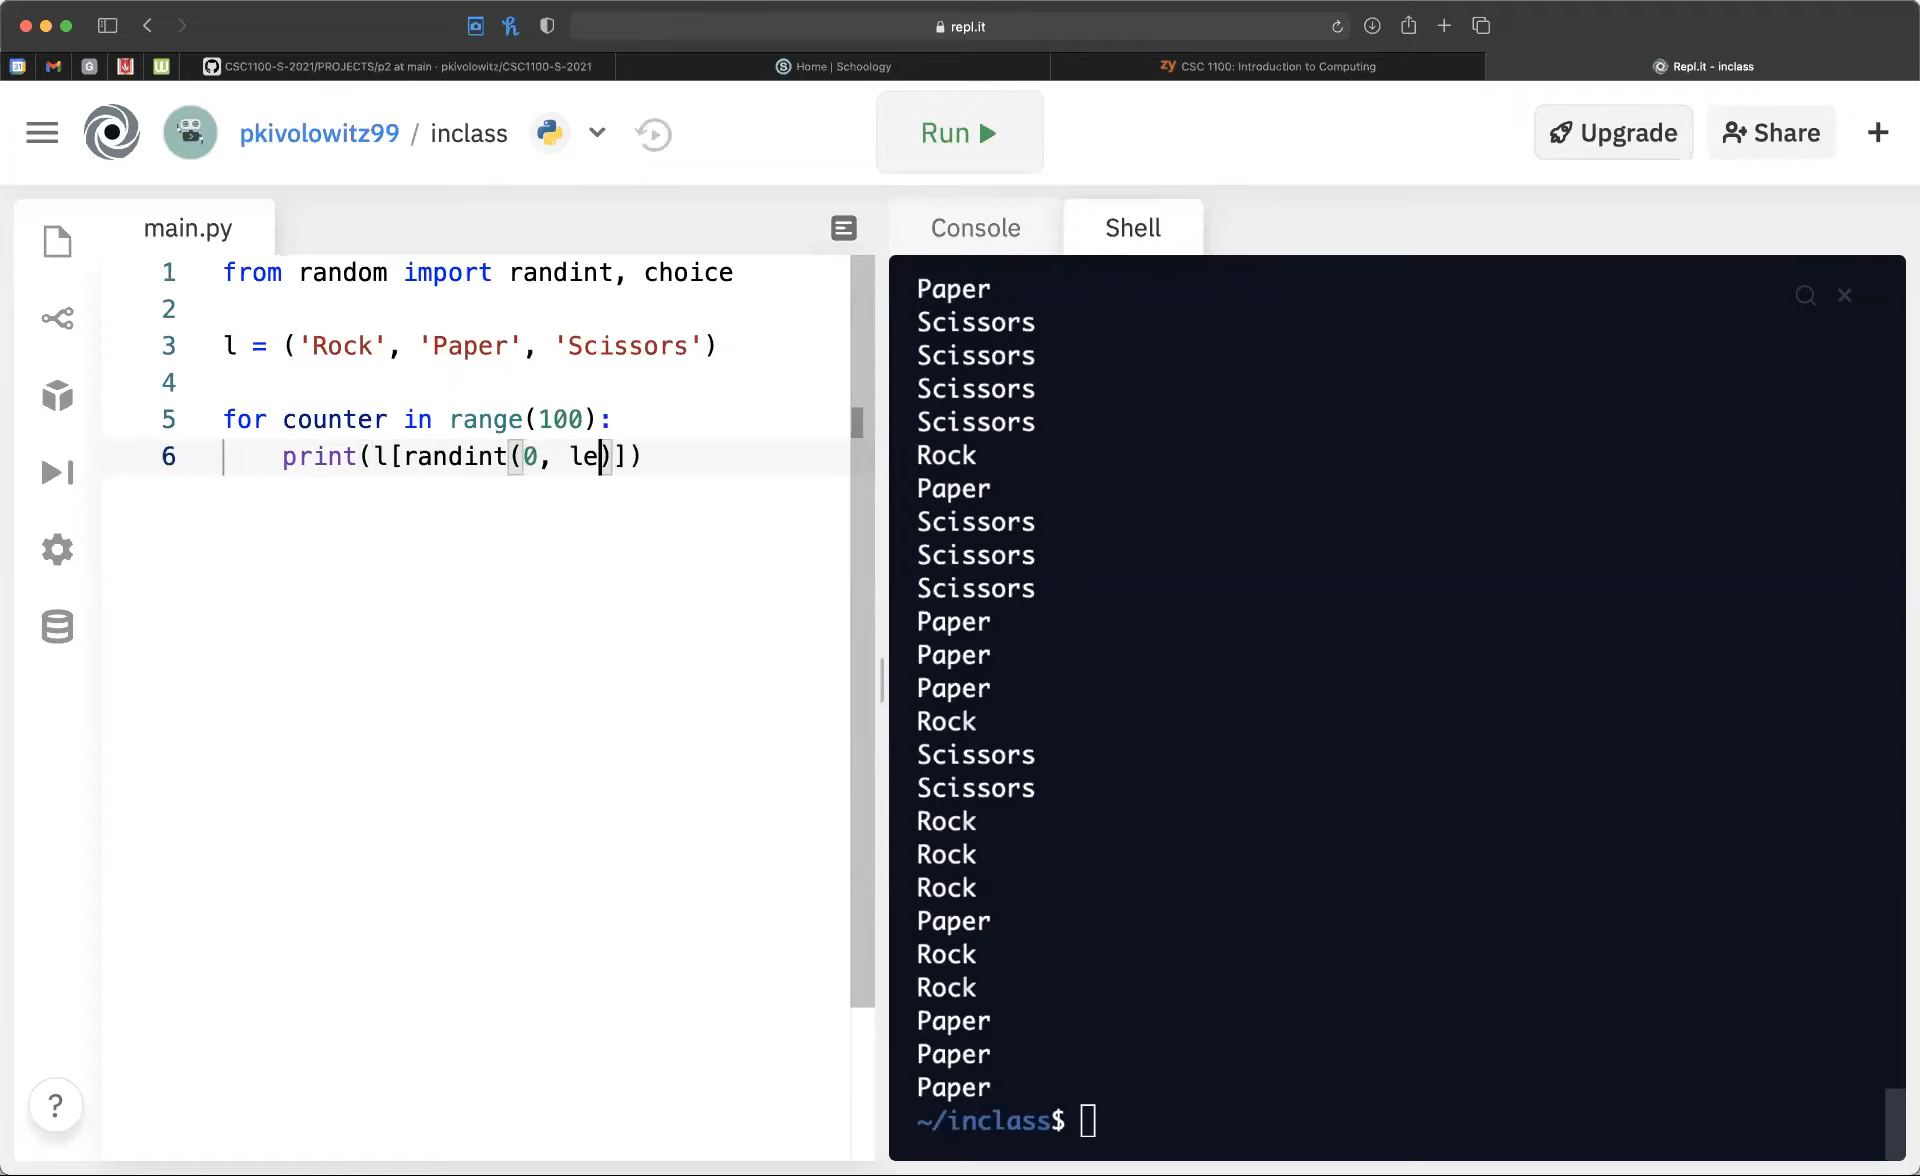 repl.it
31 G W CSC1100-S-2021/PROJECTS/p2 at main · pkivolowitz/CSC1100-S-2021
S Home | Schoology
zy CSC 1100: Introduction to Computing
Repl.it - inclass
pkivolowitz99 / inclass
Run
Upgrade
Share
main.py
Console
Shell
1 from random import randint, choice
2
3 l = ('Rock', 'Paper', 'Scissors')
4
5 for counter in range(100):
6 print(l[randint(0, le)])
Paper
Scissors
Scissors
Scissors
Scissors
Rock
Paper
Scissors
Scissors
Scissors
Paper
Paper
Paper
Rock
Scissors
Scissors
Rock
Rock
Rock
Paper
Rock
Rock
Paper
Paper
Paper
~/inclass$
?